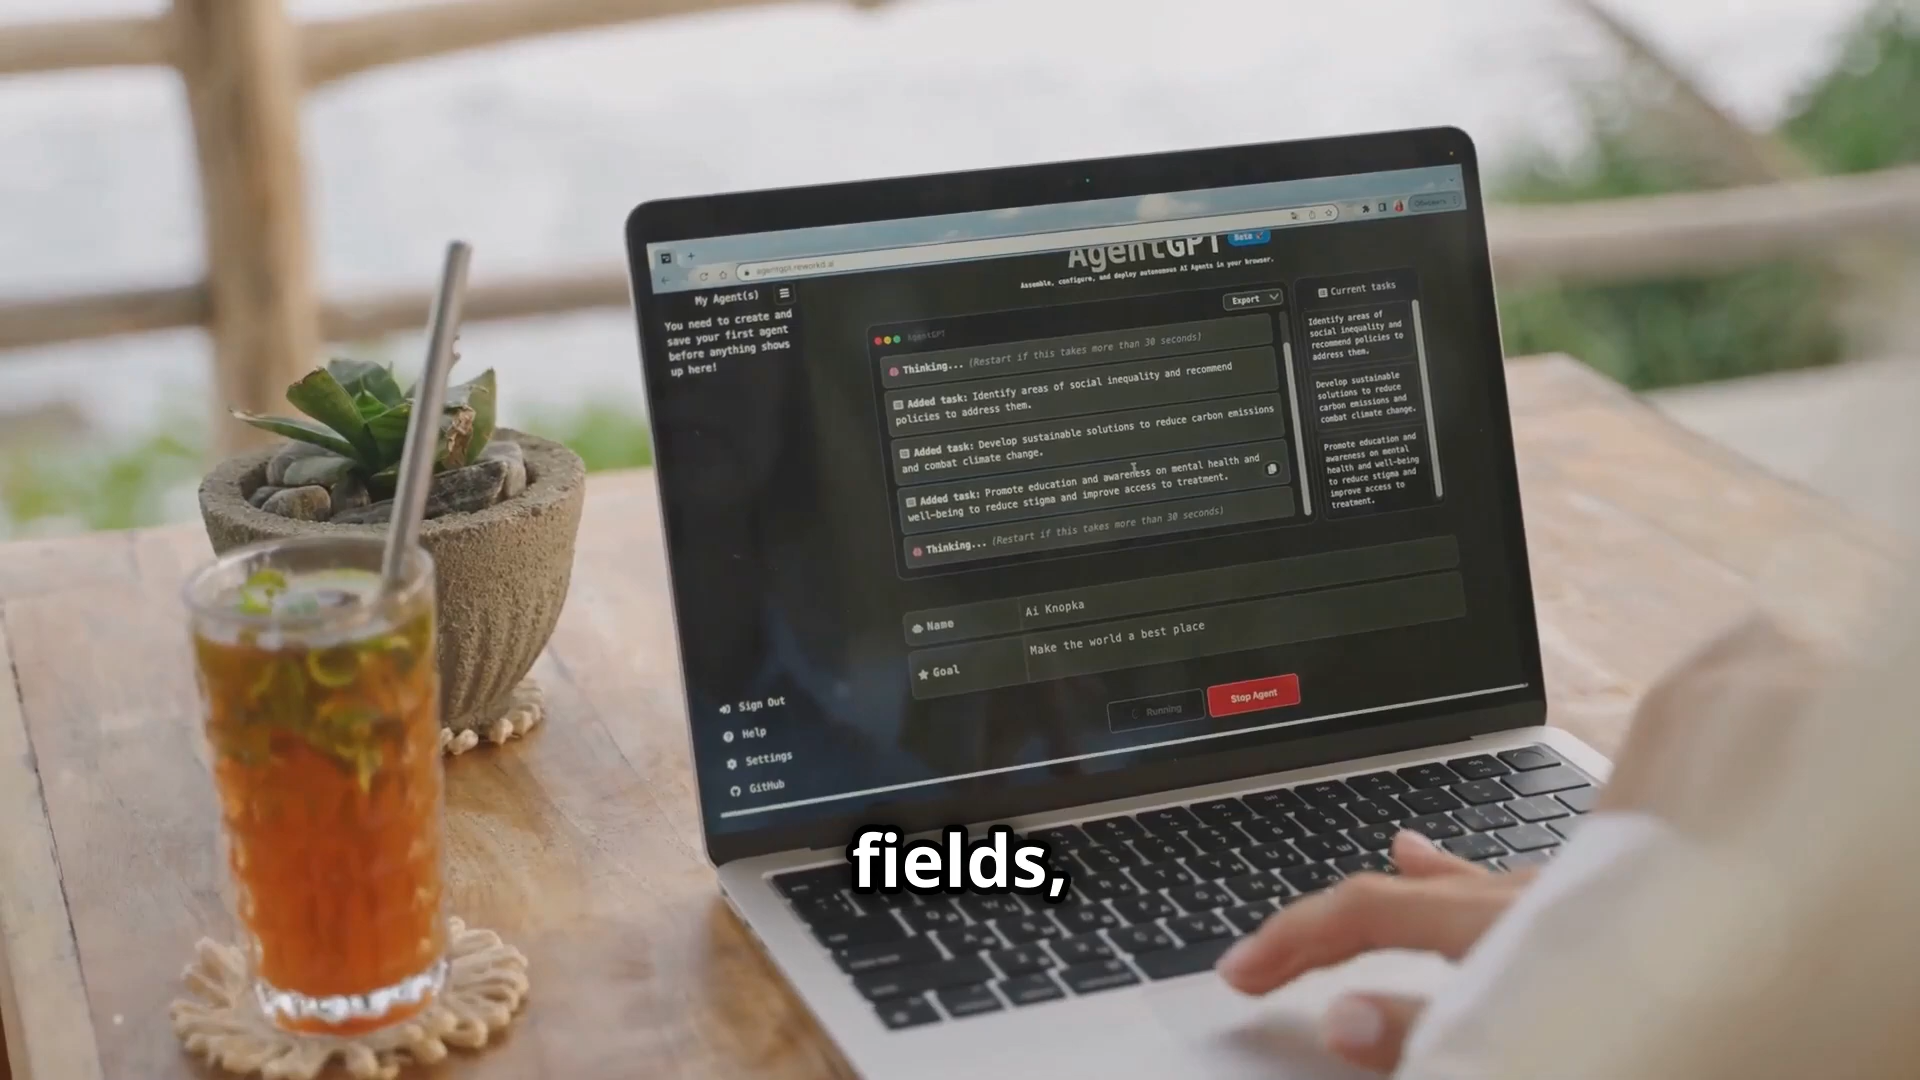 agentgpt.reworkd.ai
AgentGPT
Beta
Assemble, configure, and deploy autonomous AI Agents in your browser.
My Agent(s)
You need to create and
save your first agent
before anything shows
up here!
Sign Out
Help
Settings
GitHub
AgentGPT
Export
Thinking... (Restart if this takes more than 30 seconds)
Added task: Identify areas of social inequality and recommend
policies to address them.
Added task: Develop sustainable solutions to reduce carbon emissions
and combat climate change.
Added task: Promote education and awareness on mental health and
well-being to reduce stigma and improve access to treatment.
Thinking... (Restart if this takes more than 30 seconds)
Name
Ai Knopka
Goal
Make the world a best place
Running
Stop Agent
Current tasks
Identify areas of
social inequality and
recommend policies to
address them.
Develop sustainable
solutions to reduce
carbon emissions and
combat climate change.
Promote education and
awareness on mental
health and well-being
to reduce stigma and
improve access to
treatment.
fields,